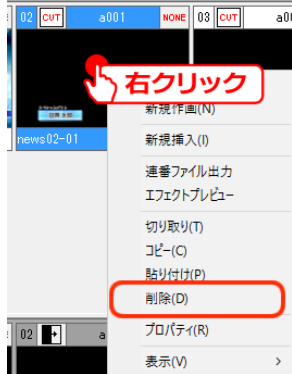 02 CUT a001 NONE 03 CUT a00
右クリック
news02-01
新規作画(N)
新規挿入(I)
連番ファイル出力
エフェクトプレビュー
切り取り(T)
コピー(C)
貼り付け(P)
削除(D)
プロパティ(R)
表示(V)
02 a